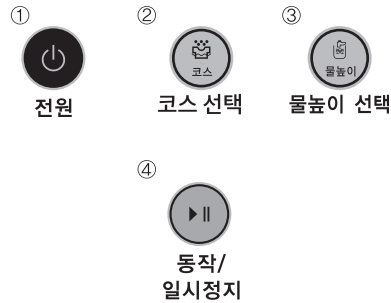 ① ② ③
코스 물높이
전원 코스 선택 물높이 선택
④
동작/
일시정지